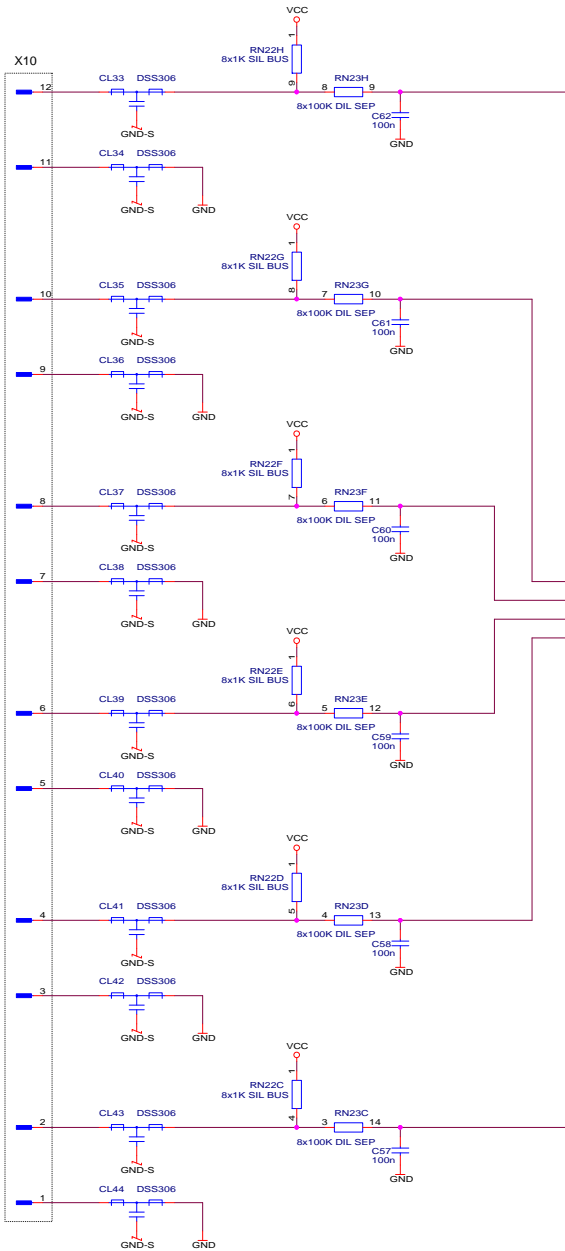 X10
VCC
1
RN22H
8x1K SIL BUS
9
12
CL33 DSS306
8 RN23H 9
8x100K DIL SEP
C62
100n
GND-S
GND
11
CL34 DSS306
GND-S
GND
VCC
1
RN22G
8x1K SIL BUS
8
10
CL35 DSS306
7 RN23G 10
8x100K DIL SEP
C61
100n
GND-S
GND
9
CL36 DSS306
GND-S
GND
VCC
1
RN22F
8x1K SIL BUS
7
8
CL37 DSS306
6 RN23F 11
8x100K DIL SEP
C60
100n
GND-S
GND
7
CL38 DSS306
GND-S
GND
VCC
1
RN22E
8x1K SIL BUS
6
6
CL39 DSS306
5 RN23E 12
8x100K DIL SEP
C59
100n
GND-S
GND
5
CL40 DSS306
GND-S
GND
VCC
1
RN22D
8x1K SIL BUS
5
4
CL41 DSS306
4 RN23D 13
8x100K DIL SEP
C58
100n
GND-S
GND
3
CL42 DSS306
GND-S
GND
VCC
1
RN22C
8x1K SIL BUS
4
2
CL43 DSS306
3 RN23C 14
8x100K DIL SEP
C57
100n
GND-S
GND
1
CL44 DSS306
GND-S
GND